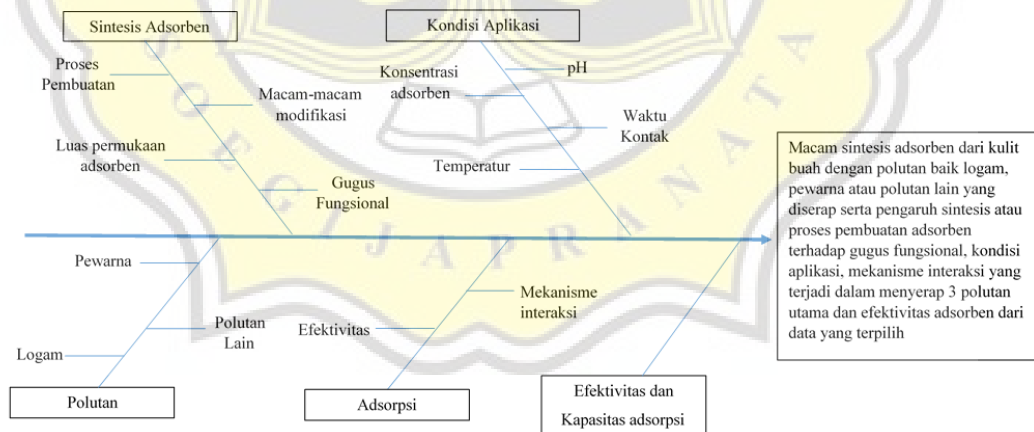 Sintesis Adsorben
Kondisi Aplikasi
Proses
Pembuatan
Macam-macam
modifikasi
Luas permukaan
adsorben
Gugus
Fungsional
pH
Konsentrasi
adsorben
Waktu
Kontak
Temperatur
Macam sintesis adsorben dari kulit
buah dengan polutan baik logam,
pewarna atau polutan lain yang
diserap serta pengaruh sintesis atau
proses pembuatan adsorben
terhadap gugus fungsional, kondisi
aplikasi, mekanisme interaksi yang
terjadi dalam menyerap 3 polutan
utama dan efektivitas adsorben dari
data yang terpilih
Pewarna
Polutan
Lain
Logam
Polutan
Mekanisme
interaksi
Efektivitas
Adsorpsi
Efektivitas dan
Kapasitas adsorpsi
SOEGIJAPRANATA